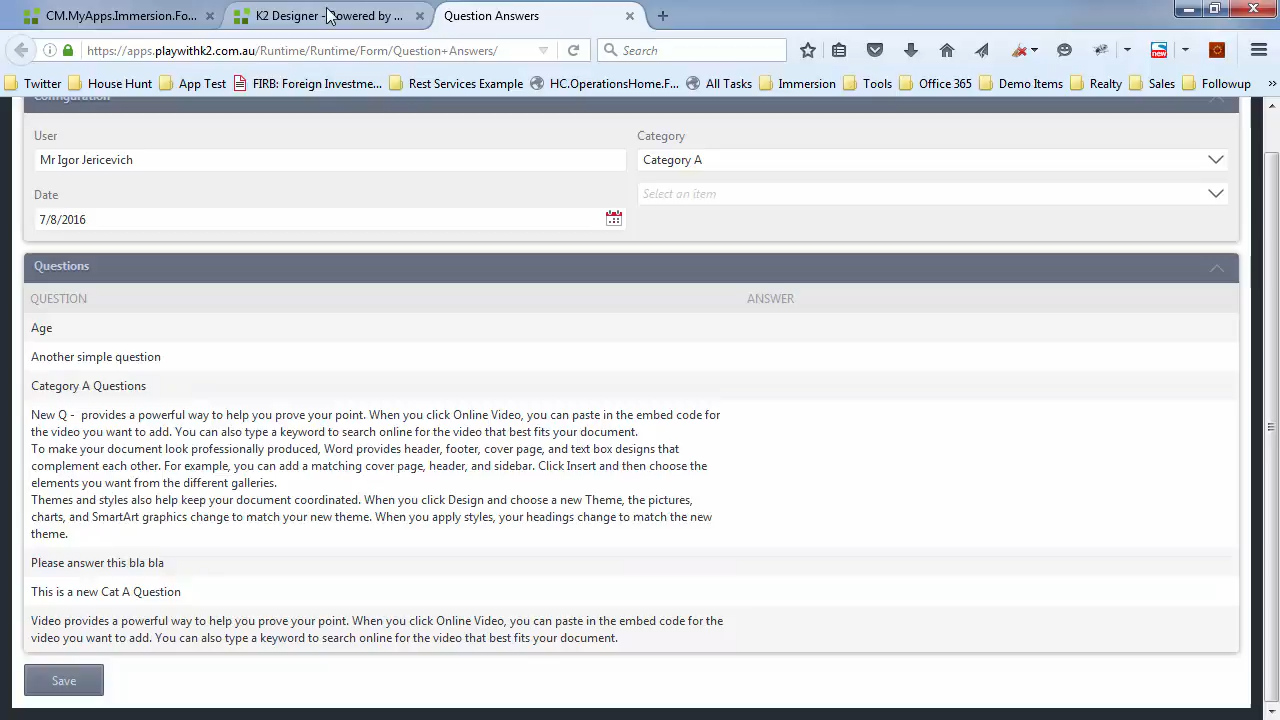 CM.MyApps.Immersion.Fo...
K2 Designer - Powered by ...
Question Answers
https://apps.playwithk2.com.au/Runtime/Runtime/Form/Question+Answers/
Search
Twitter
House Hunt
App Test
FIRB: Foreign Investme...
Rest Services Example
HC.OperationsHome.F...
All Tasks
Immersion
Tools
Office 365
Demo Items
Realty
Sales
Followup
Configuration
User
Category
Mr Igor Jericevich
Category A
Date
Select an item
7/8/2016
Questions
QUESTION
ANSWER
Age
Another simple question
Category A Questions
New Q - provides a powerful way to help you prove your point. When you click Online Video, you can paste in the embed code for
the video you want to add. You can also type a keyword to search online for the video that best fits your document.
To make your document look professionally produced, Word provides header, footer, cover page, and text box designs that
complement each other. For example, you can add a matching cover page, header, and sidebar. Click Insert and then choose the
elements you want from the different galleries.
Themes and styles also help keep your document coordinated. When you click Design and choose a new Theme, the pictures,
charts, and SmartArt graphics change to match your new theme. When you apply styles, your headings change to match the new
theme.
Please answer this bla bla
This is a new Cat A Question
Video provides a powerful way to help you prove your point. When you click Online Video, you can paste in the embed code for the
video you want to add. You can also type a keyword to search online for the video that best fits your document.
Save